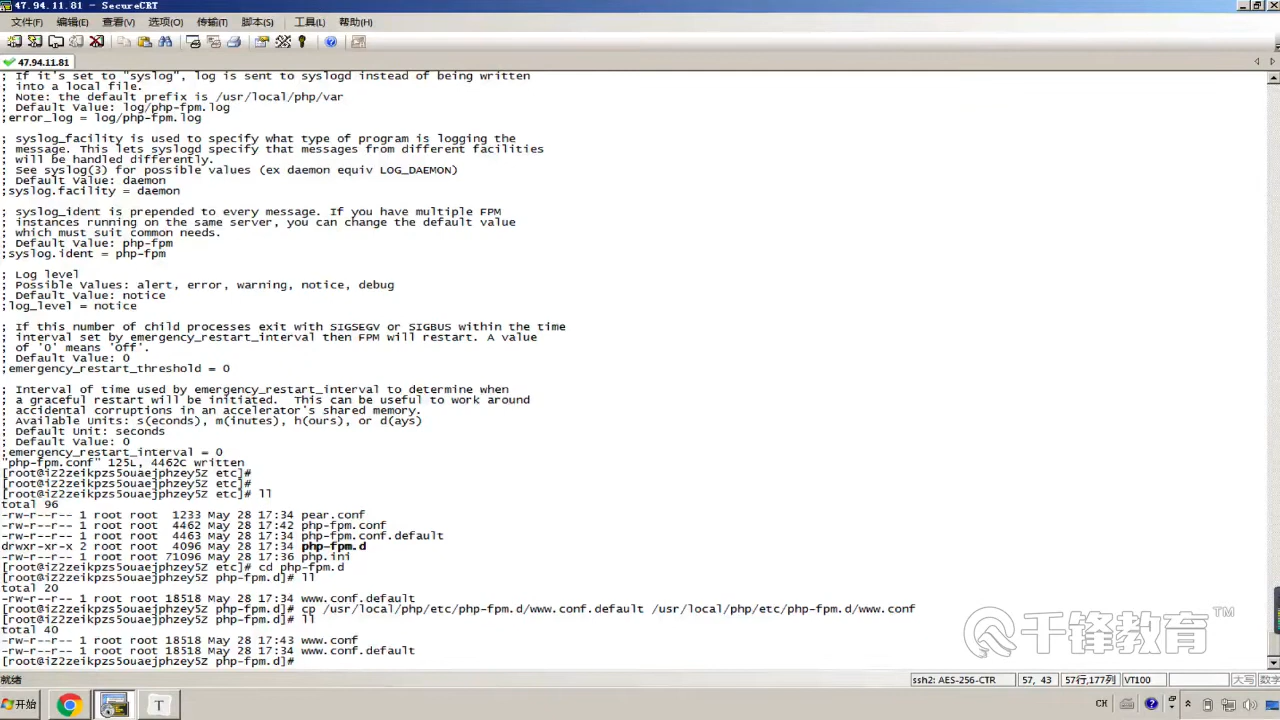 47.94.11.81 - SecureCRT
文件(F) 编辑(E) 查看(V) 选项(O) 传输(T) 脚本(S) 工具(L) 帮助(H)
47.94.11.81
; If it's set to "syslog", log is sent to syslogd instead of being written
; into a local file.
; Note: the default prefix is /usr/local/php/var
; Default Value: log/php-fpm.log
;error_log = log/php-fpm.log
; syslog_facility is used to specify what type of program is logging the
; message. This lets syslogd specify that messages from different facilities
; will be handled differently.
; See syslog(3) for possible values (ex daemon equiv LOG_DAEMON)
; Default Value: daemon
;syslog.facility = daemon
; syslog_ident is prepended to every message. If you have multiple FPM
; instances running on the same server, you can change the default value
; which must suit common needs.
; Default Value: php-fpm
;syslog.ident = php-fpm
; Log level
; Possible Values: alert, error, warning, notice, debug
; Default Value: notice
;log_level = notice
; If this number of child processes exit with SIGSEGV or SIGBUS within the time
; interval set by emergency_restart_interval then FPM will restart. A value
; of '0' means 'Off'.
; Default Value: 0
;emergency_restart_threshold = 0
; Interval of time used by emergency_restart_interval to determine when
; a graceful restart will be initiated.  This can be useful to work around
; accidental corruptions in an accelerator's shared memory.
; Available Units: s(econds), m(inutes), h(ours), or d(ays)
; Default Unit: seconds
; Default Value: 0
;emergency_restart_interval = 0
"php-fpm.conf" 125L, 4462C written
[root@iZ2zeikpzs5ouaejphzey5Z etc]#
[root@iZ2zeikpzs5ouaejphzey5Z etc]#
[root@iZ2zeikpzs5ouaejphzey5Z etc]# ll
total 96
-rw-r--r-- 1 root root  1233 May 28 17:34 pear.conf
-rw-r--r-- 1 root root  4462 May 28 17:42 php-fpm.conf
-rw-r--r-- 1 root root  4463 May 28 17:34 php-fpm.conf.default
drwxr-xr-x 2 root root  4096 May 28 17:34 php-fpm.d
-rw-r--r-- 1 root root 71096 May 28 17:36 php.ini
[root@iZ2zeikpzs5ouaejphzey5Z etc]# cd php-fpm.d
[root@iZ2zeikpzs5ouaejphzey5Z php-fpm.d]# ll
total 20
-rw-r--r-- 1 root root 18518 May 28 17:34 www.conf.default
[root@iZ2zeikpzs5ouaejphzey5Z php-fpm.d]# cp /usr/local/php/etc/php-fpm.d/www.conf.default /usr/local/php/etc/php-fpm.d/www.conf
[root@iZ2zeikpzs5ouaejphzey5Z php-fpm.d]# ll
total 40
-rw-r--r-- 1 root root 18518 May 28 17:43 www.conf
-rw-r--r-- 1 root root 18518 May 28 17:34 www.conf.default
[root@iZ2zeikpzs5ouaejphzey5Z php-fpm.d]#
千锋教育™
就绪 ssh2: AES-256-CTR 57, 43 57行,177列 VT100 大写 数字
开始 T CH